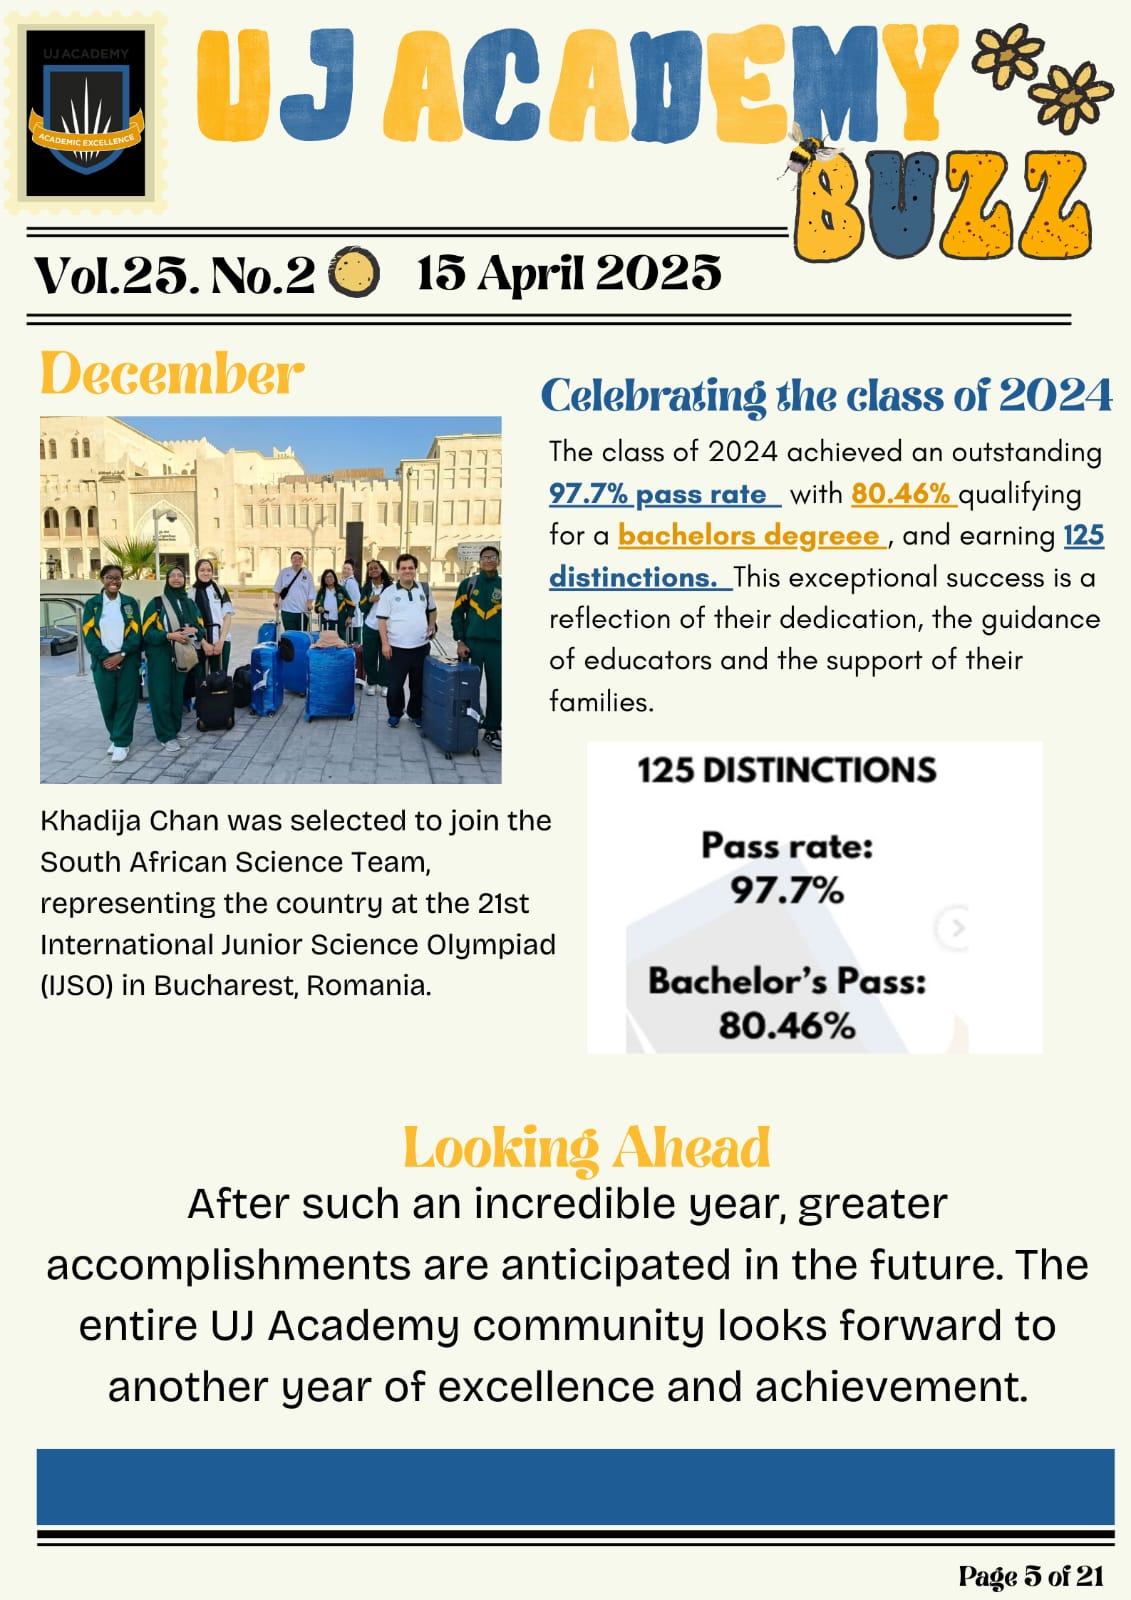 UJ ACADEMY
ACADEMIC EXCELLENCE
UJ ACADEMY
BUZZ
Vol.25. No.2
15 April 2025
December
Khadija Chan was selected to join the
South African Science Team,
representing the country at the 21st
International Junior Science Olympiad
(IJSO) in Bucharest, Romania.
Celebrating the class of 2024
The class of 2024 achieved an outstanding
97.7% pass rate with 80.46% qualifying
for a bachelors degreee , and earning 125
distinctions. This exceptional success is a
reflection of their dedication, the guidance
of educators and the support of their
families.
125 DISTINCTIONS
Pass rate:
97.7%
Bachelor's Pass:
80.46%
Looking Ahead
After such an incredible year, greater
accomplishments are anticipated in the future. The
entire UJ Academy community looks forward to
another year of excellence and achievement.
Page 5 of 21